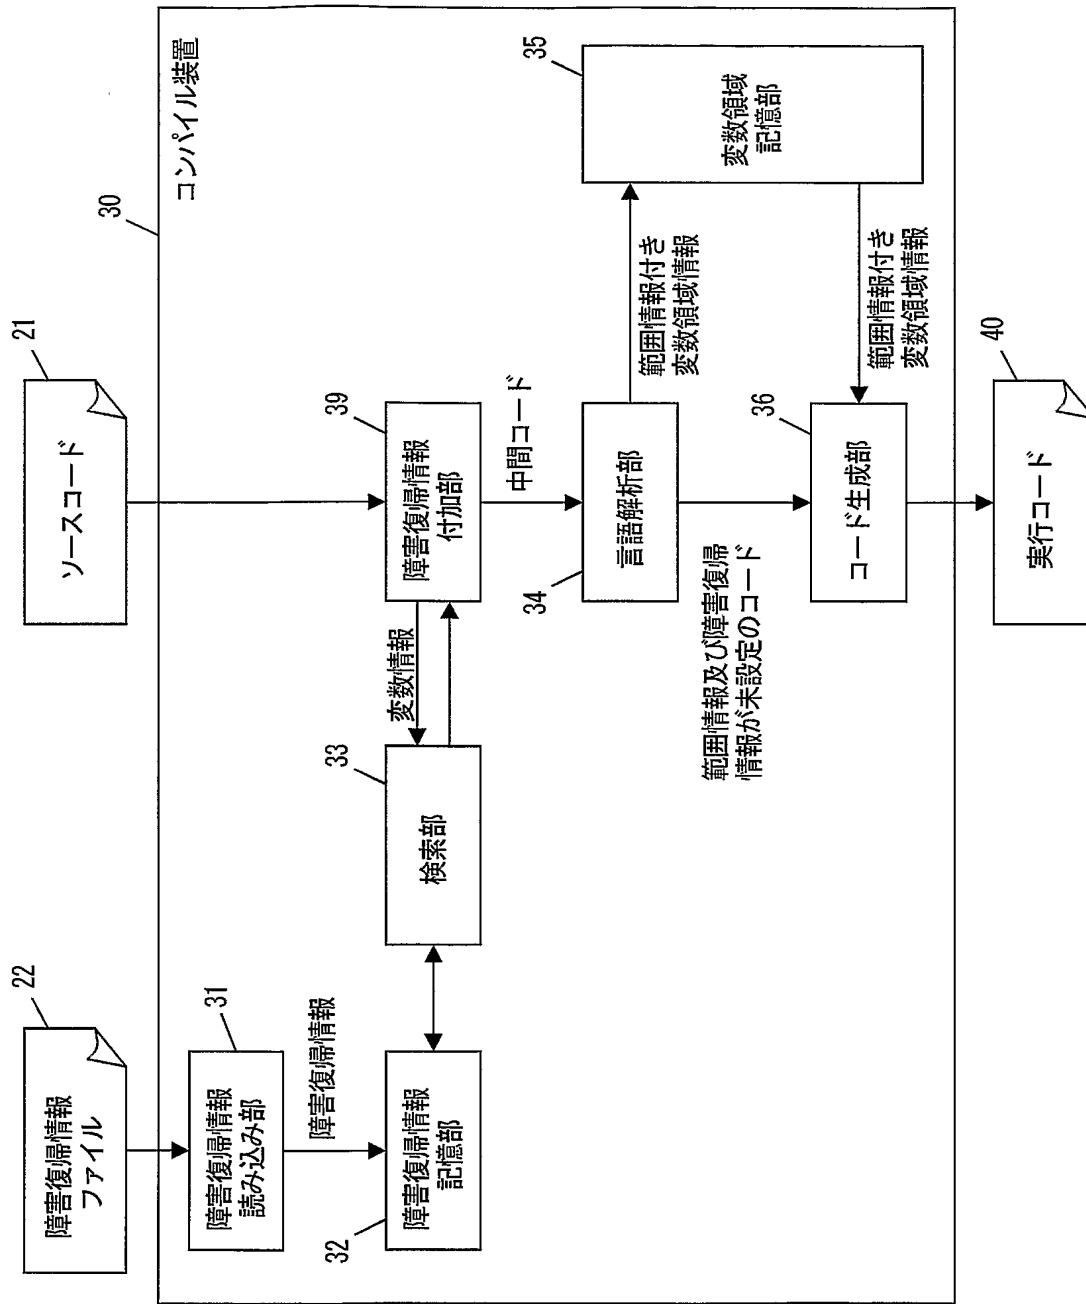 30
コンパイル装置
22
障害復帰情報
ファイル
21
ソースコード
31
障害復帰情報
読み込み部
障害復帰情報
32
障害復帰情報
記憶部
33
検索部
変数情報
39
障害復帰情報
付加部
中間コード
34
言語解析部
範囲情報付き
変数領域情報
35
変数領域
記憶部
範囲情報及び障害復帰
情報が未設定のコード
範囲情報付き
変数領域情報
36
コード生成部
40
実行コード